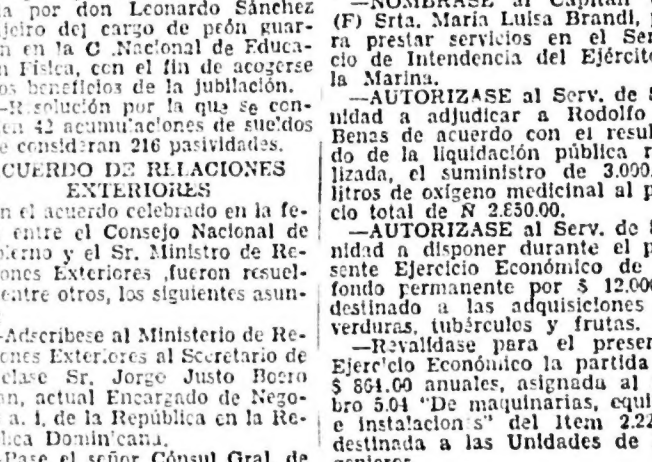 a por don Leonardo Sánchez
jeiro del cargo de peón guar-
n en la C .Nacional de Educa-
n Física, con el fin de acogerse
os beneficios de la jubilación.
—Resolución por la que se con-
en 42 acumulaciones de sueldos
e consideran 216 pasividades.
CUERDO DE RELACIONES
EXTERIORES
n el acuerdo celebrado en la fe-
entre el Consejo Nacional de
bierno y el Sr. Ministro de Re-
ones Exteriores ,fueron resuel-
entre otros, los siguientes asun-
-Adscríbese al Ministerio de Re-
ones Exteriores al Secretario de
clase Sr. Jorge Justo Boero
an, actual Encargado de Nego-
a. i. de la República en la Re-
lica Dominicana.
-Pase el señor Cónsul Gral. de
—NOMBRASE al Capitán
(F) Srta. María Luisa Brandi,
ra prestar servicios en el Ser
cio de Intendencia del Ejército
la Marina.
—AUTORIZASE al Serv. de S
nidad a adjudicar a Rodolfo
Benas de acuerdo con el resul
do de la liquidación pública r
lizada, el suministro de 3.000.
litros de oxígeno medicinal al p
cio total de N 2.850.00.
—AUTORIZASE al Serv. de S
nidad a disponer durante el p
sente Ejercicio Económico de
fondo permanente por $ 12.000
destinado a las adquisiciones
verduras, tubérculos y frutas.
—Revalídase para el presen
Ejercicio Económico la partida
$ 864.00 anuales, asignada al
bro 5.04 "De maquinarias, equi
e instalacion s" del Item 2.22
destinada a las Unidades de